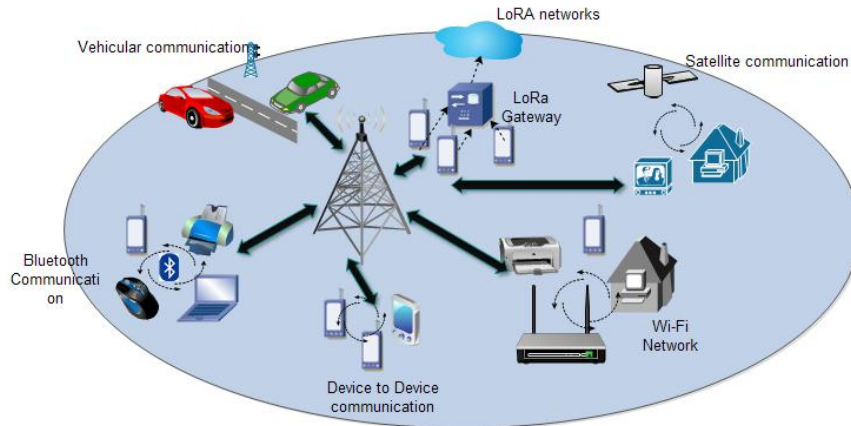 LoRA networks
Vehicular communication
Satellite communication
LoRa
Gateway
Bluetooth
Communicati
on
Wi-Fi
Network
Device to Device
communication